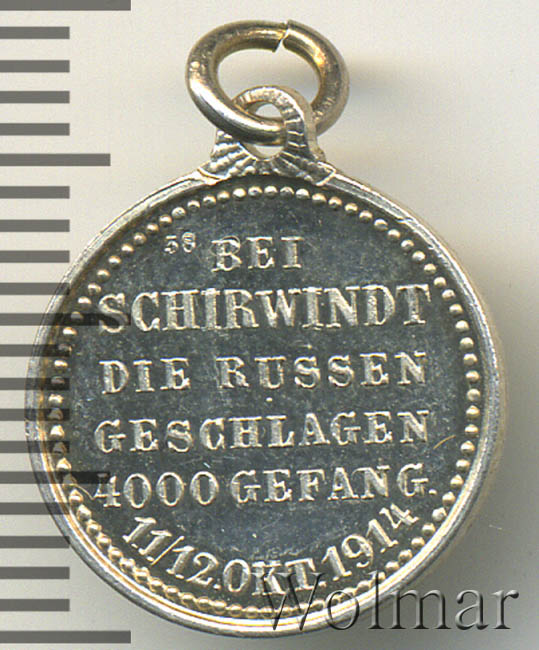 58 BEI
SCHIRWINDT
DIE RUSSEN
GESCHLAGEN
4000 GEFANG.
11/12.OKT.1914
Wolmar